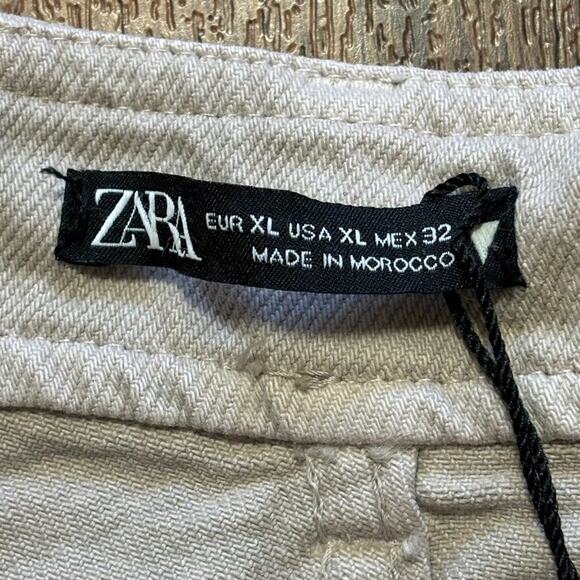 ZARA
EUR XL USA XL MEX 32
MADE IN MOROCCO